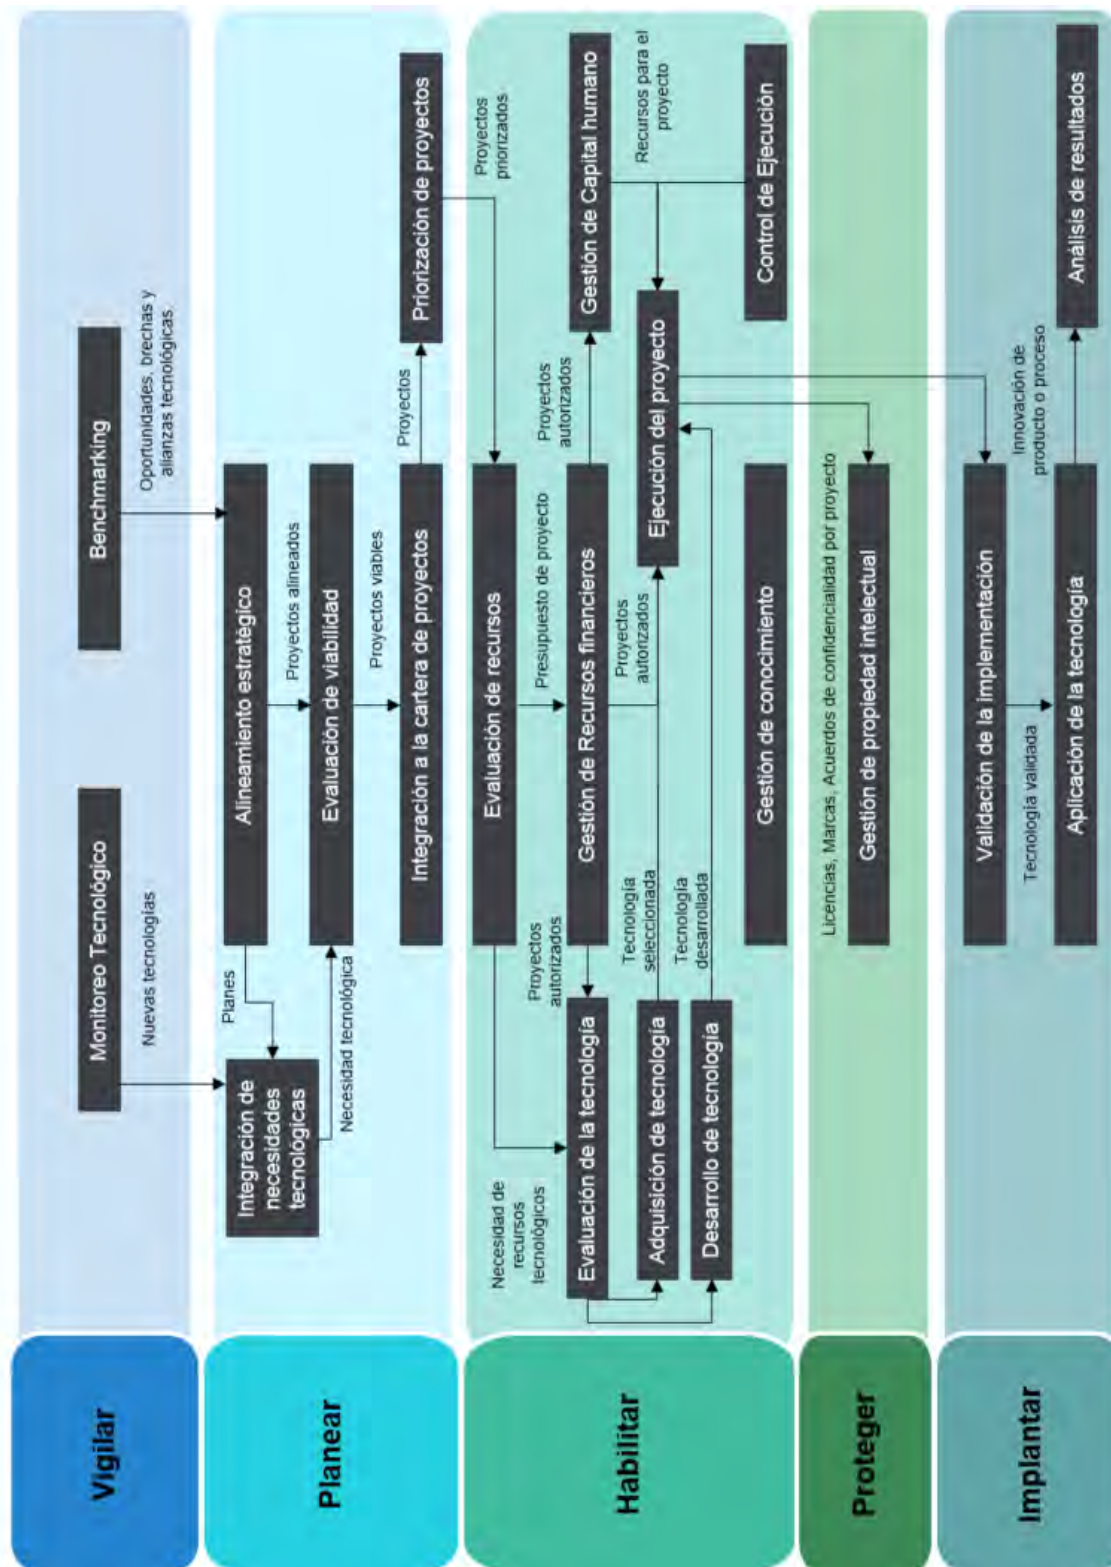 Vigilar
Monitoreo Tecnológico
Benchmarking
Nuevas tecnologías
Oportunidades, brechas y
alianzas tecnológicas
Planear
Integración de
necesidades
tecnológicas
Planes
Necesidad tecnológica
Alineamiento estratégico
Proyectos alineados
Evaluación de viabilidad
Proyectos viables
Integración a la cartera de proyectos
Proyectos
Priorización de proyectos
Proyectos
priorizados
Habilitar
Necesidad de
recursos
tecnológicos
Evaluación de recursos
Presupuesto de proyecto
Proyectos
autorizados
Evaluación de la tecnología
Gestión de Recursos financieros
Proyectos
autorizados
Gestión de Capital humano
Adquisición de tecnología
Tecnología
seleccionada
Proyectos
autorizados
Ejecución del proyecto
Recursos para el
proyecto
Desarrollo de tecnología
Tecnología
desarrollada
Gestión de conocimiento
Control de Ejecución
Proteger
Licencias, Marcas, Acuerdos de confidencialidad por proyecto
Gestión de propiedad intelectual
Implantar
Validación de la implementación
Tecnología validada
Innovación de
producto o proceso
Aplicación de la tecnología
Análisis de resultados